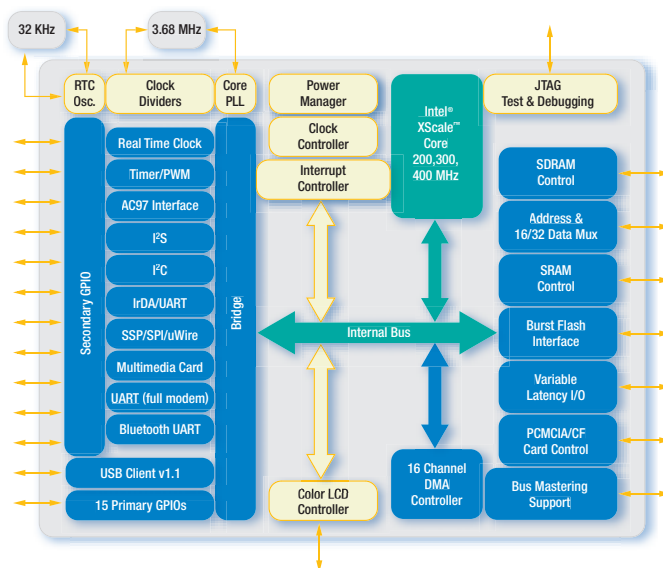 32 KHz
3.68 MHz
RTC
Osc.
Clock
Dividers
Core
PLL
Power
Manager
Clock
Controller
Interrupt
Controller
Intel®
XScale™
Core
200,300,
400 MHz
JTAG
Test & Debugging
Secondary GPIO
Real Time Clock
Timer/PWM
AC97 Interface
I²S
I²C
IrDA/UART
SSP/SPI/uWire
Multimedia Card
UART (full modem)
Bluetooth UART
USB Client v1.1
15 Primary GPIOs
Bridge
Internal Bus
Color LCD
Controller
16 Channel
DMA
Controller
SDRAM
Control
Address &
16/32 Data Mux
SRAM
Control
Burst Flash
Interface
Variable
Latency I/O
PCMCIA/CF
Card Control
Bus Mastering
Support